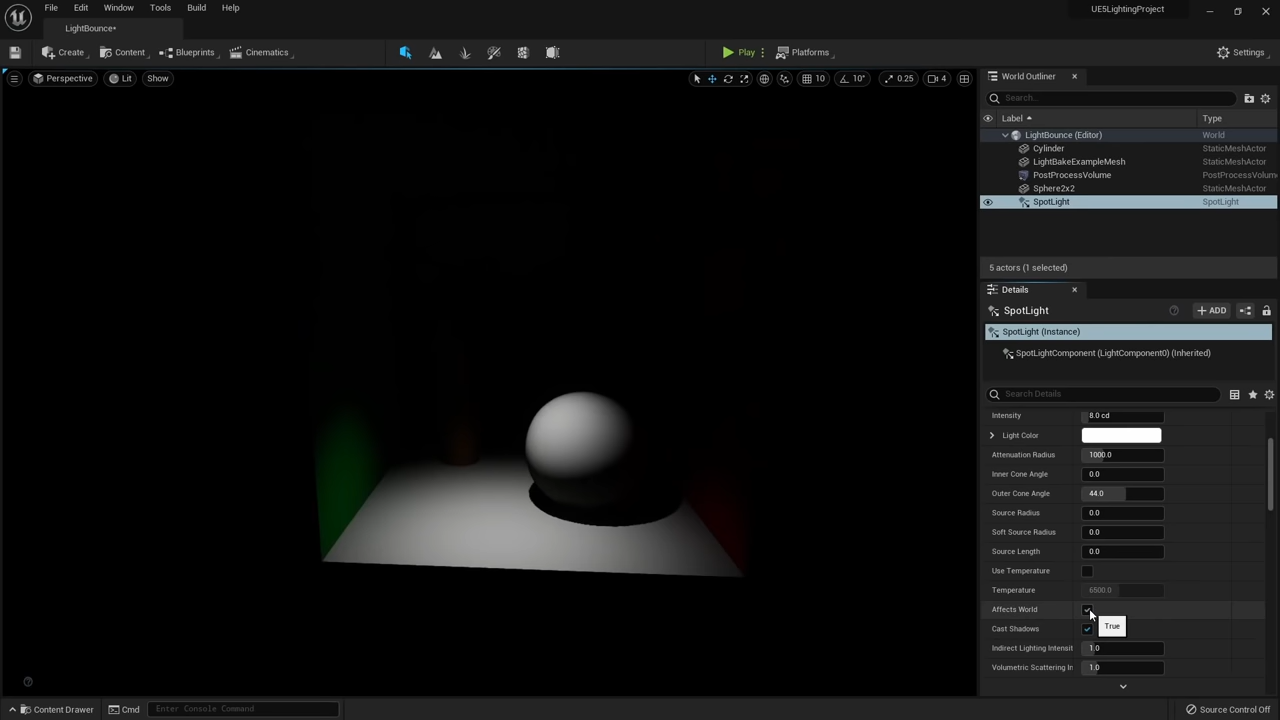 File Edit Window Tools Build Help
UE5LightingProject
LightBounce•
Create Content Blueprints Cinematics Play Platforms Settings
Perspective Lit Show 10 10° 0.25 4
World Outliner
Search...
Label Type
LightBounce (Editor) World
Cylinder StaticMeshActor
LightBakeExampleMesh StaticMeshActor
PostProcessVolume PostProcessVolum
Sphere2x2 StaticMeshActor
SpotLight SpotLight
5 actors (1 selected)
Details
SpotLight + ADD
SpotLight (Instance)
SpotLightComponent (LightComponent0) (Inherited)
Search Details
Intensity 8.0 cd
Light Color
Attenuation Radius 1000.0
Inner Cone Angle 0.0
Outer Cone Angle 44.0
Source Radius 0.0
Soft Source Radius 0.0
Source Length 0.0
Use Temperature
Temperature 6500.0
Affects World
True
Cast Shadows
Indirect Lighting Intensit 1.0
Volumetric Scattering In 1.0
Content Drawer Cmd Enter Console Command Source Control Off